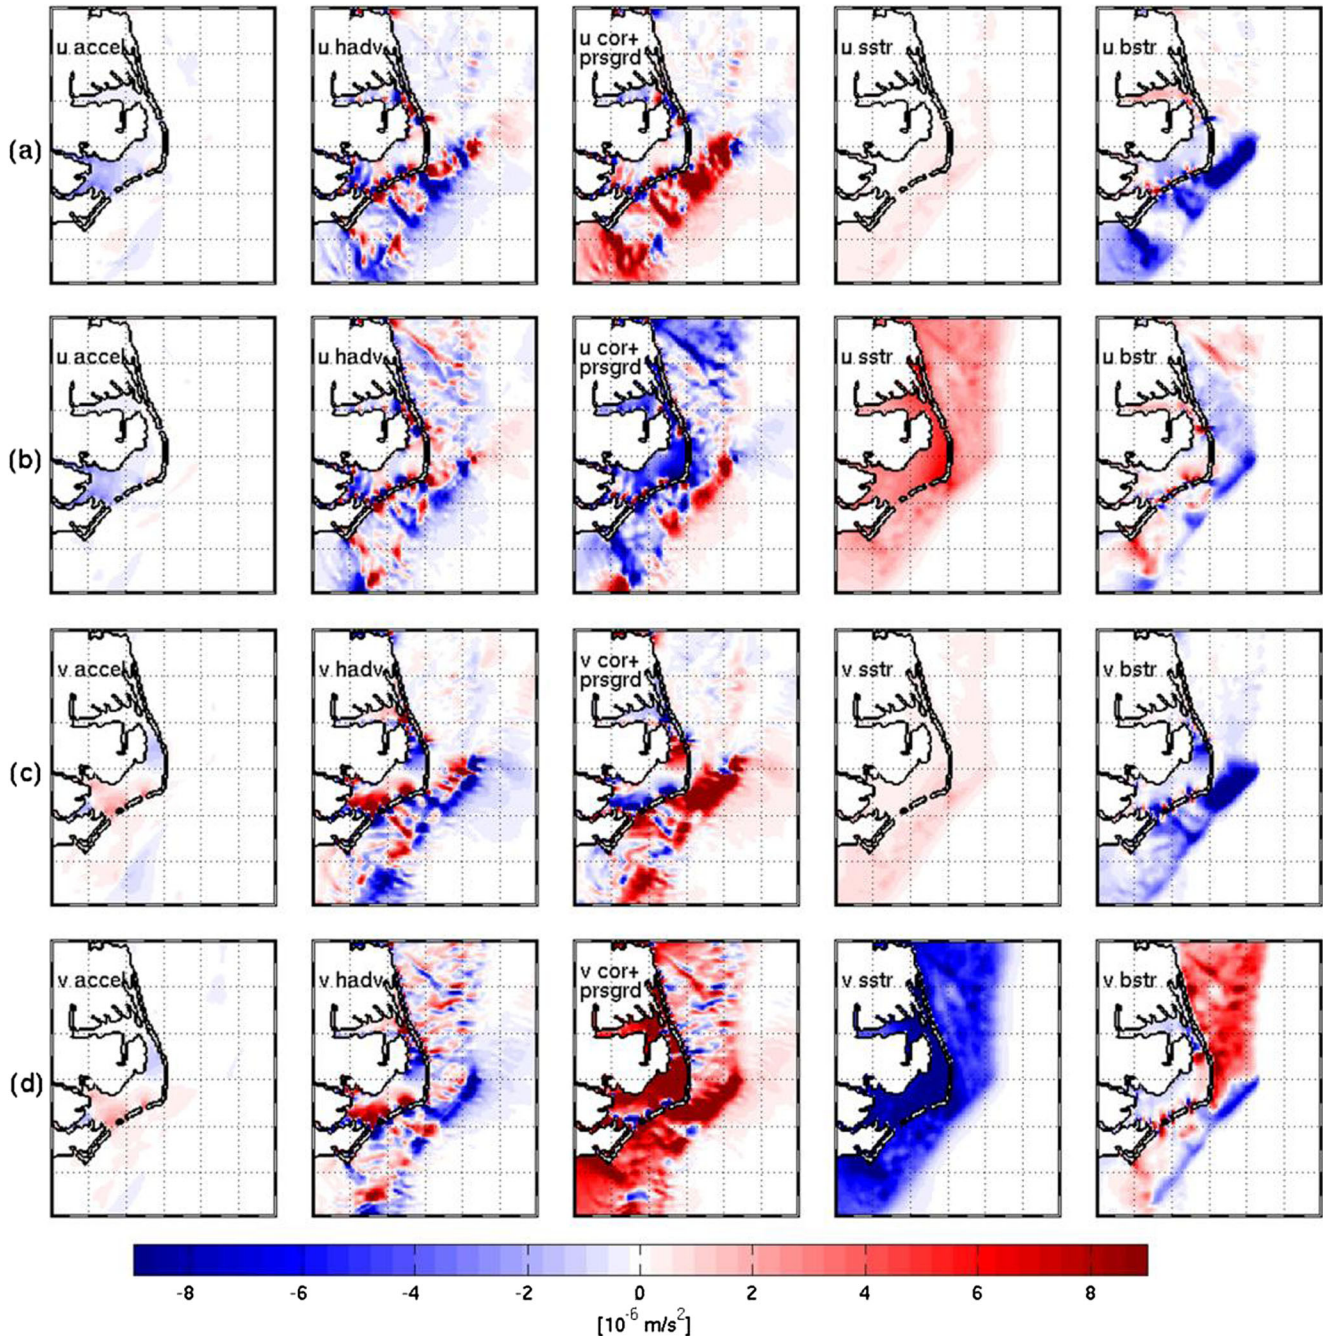 u accel u hadv u cor+ u sstr u bstr
prsgrd
(a)
u accel u hadv u cor+ u sstr u bstr
prsgrd
(b)
v accel v hadv v cor+ v sstr v bstr
prsgrd
(c)
v accel v hadv v cor+ v sstr v bstr
prsgrd
(d)
-8 -6 -4 -2 0 2 4 6 8
[10⁻⁶ m/s²]